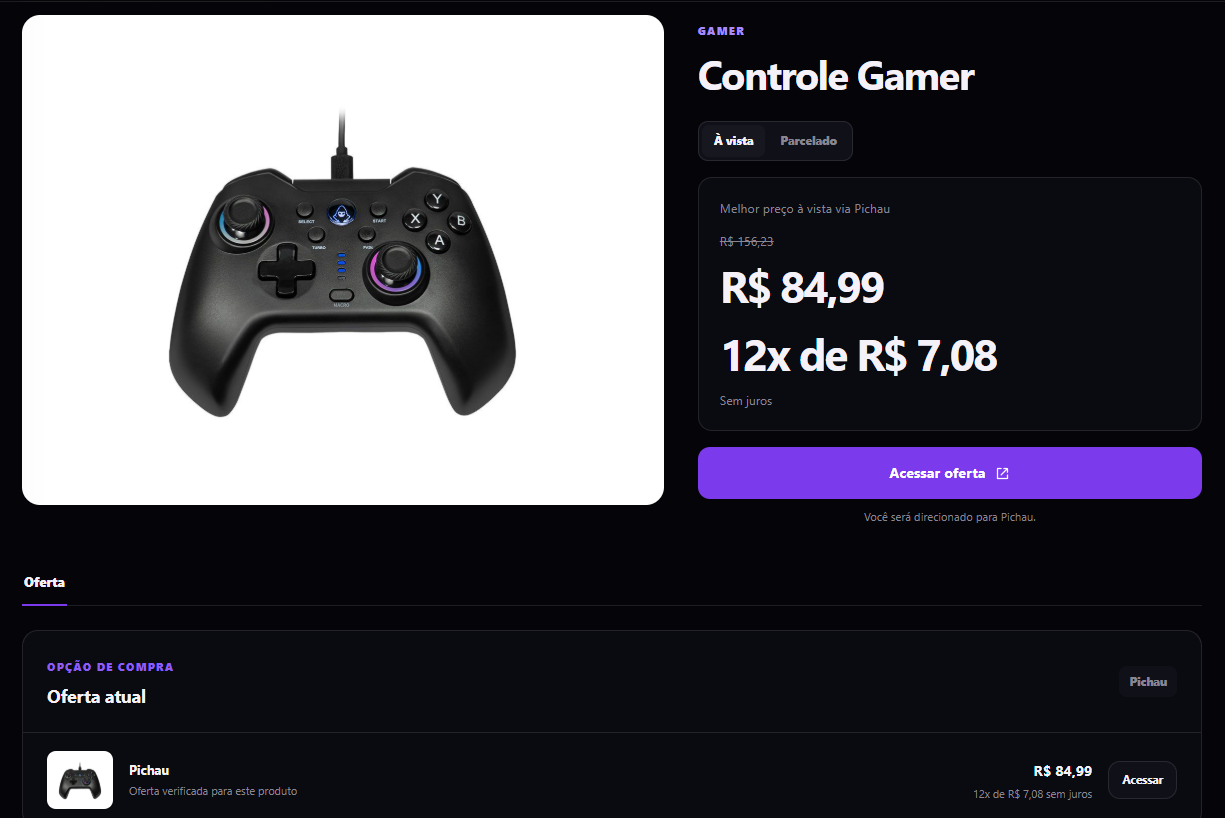 GAMER
Controle Gamer
À vista Parcelado
Melhor preço à vista via Pichau
R$ 156,23
R$ 84,99
12x de R$ 7,08
Sem juros
Acessar oferta
Você será direcionado para Pichau.
SELECT
START
TURBO
MACRO
Y
X
B
A
Oferta
OPÇÃO DE COMPRA
Oferta atual
Pichau
Pichau
Oferta verificada para este produto
R$ 84,99
12x de R$ 7,08 sem juros
Acessar